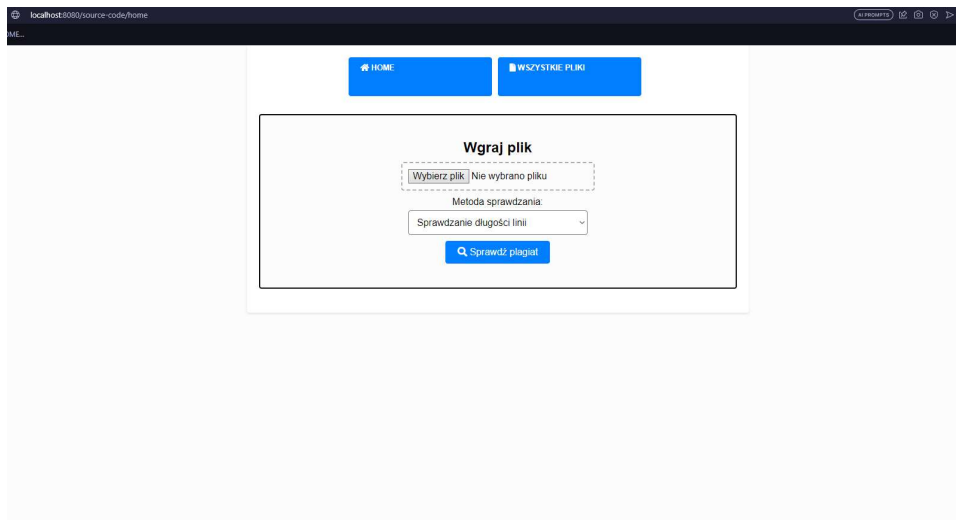 localhost:8080/source-code/home
AI PROMPTS
OME...
HOME
WSZYSTKIE PLIKI
Wgraj plik
Wybierz plik Nie wybrano pliku
Metoda sprawdzania:
Sprawdzanie długości linii
Sprawdź plagiat